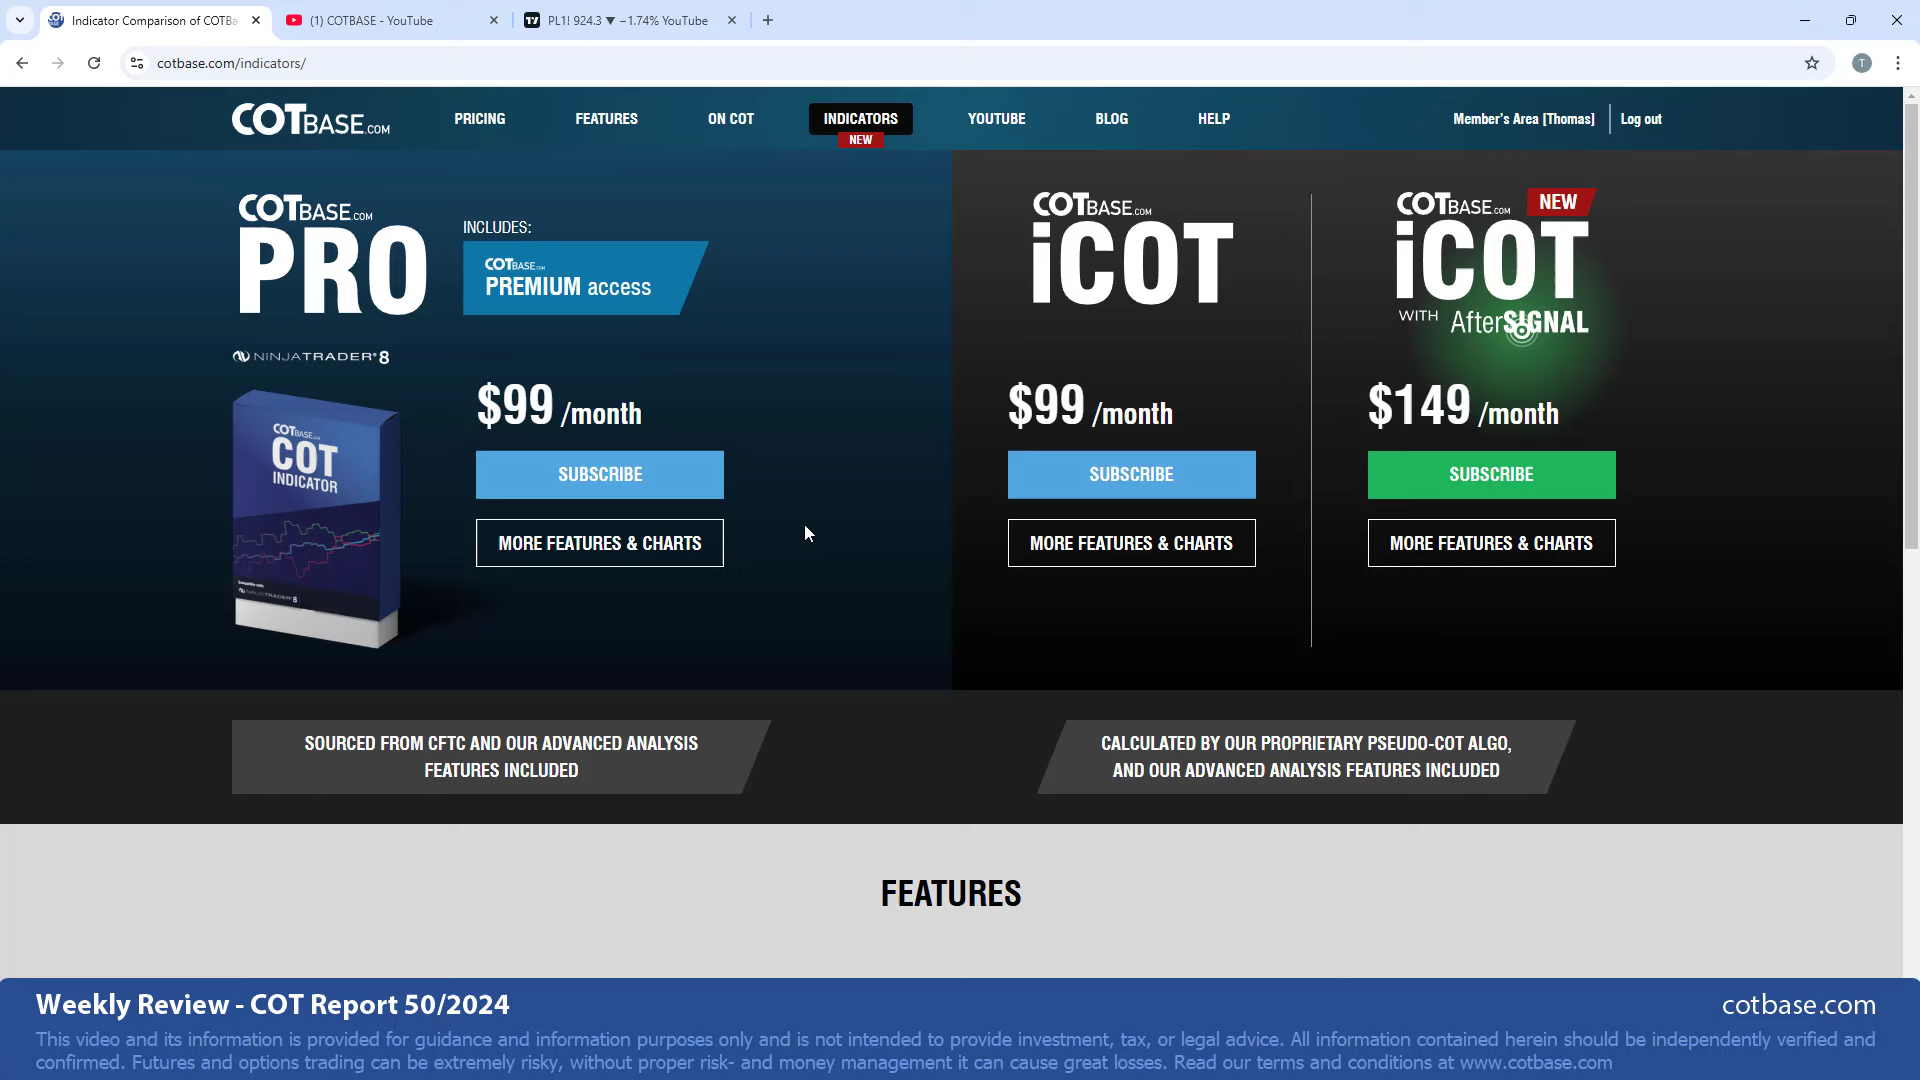 Indicator Comparison of COTBa
(1) COTBASE - YouTube
PL1! 924.3 ▼ −1.74% YouTube
cotbase.com/indicators/
T
COTBASE.COM
PRICING
FEATURES
ON COT
INDICATORS
NEW
YOUTUBE
BLOG
HELP
Member's Area [Thomas]
Log out
COTBASE.COM
PRO
INCLUDES:
COTBASE.COM
PREMIUM access
NINJATRADER® 8
COTBASE.COM
COT
INDICATOR
Compatible with:
NINJATRADER 8
$99 /month
SUBSCRIBE
MORE FEATURES & CHARTS
COTBASE.COM
iCOT
$99 /month
SUBSCRIBE
MORE FEATURES & CHARTS
COTBASE.COM
NEW
iCOT
WITH AfterSIGNAL
$149 /month
SUBSCRIBE
MORE FEATURES & CHARTS
SOURCED FROM CFTC AND OUR ADVANCED ANALYSIS
FEATURES INCLUDED
CALCULATED BY OUR PROPRIETARY PSEUDO-COT ALGO,
AND OUR ADVANCED ANALYSIS FEATURES INCLUDED
FEATURES
Weekly Review - COT Report 50/2024
cotbase.com
This video and its information is provided for guidance and information purposes only and is not intended to provide investment, tax, or legal advice. All information contained herein should be independently verified and
confirmed. Futures and options trading can be extremely risky, without proper risk- and money management it can cause great losses. Read our terms and conditions at www.cotbase.com